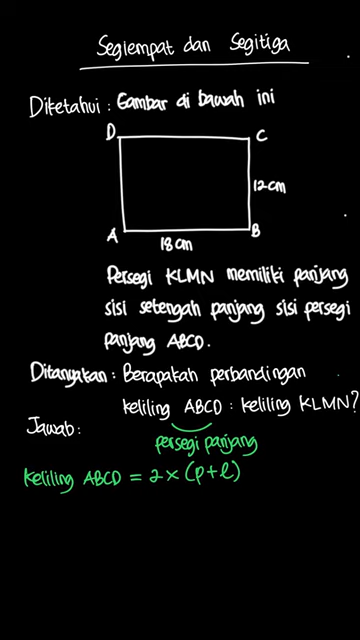 Segiempat dan Segitiga
Diketahui : Gambar di bawah ini
D
C
12 cm
A
B
18 cm
Persegi KLMN memiliki panjang
sisi setengah panjang sisi persegi
panjang ABCD.
Ditanyakan : Berapakah perbandingan
keliling ABCD : keliling KLMN?
Jawab:
persegi panjang
keliling ABCD = 2 × (p + l)